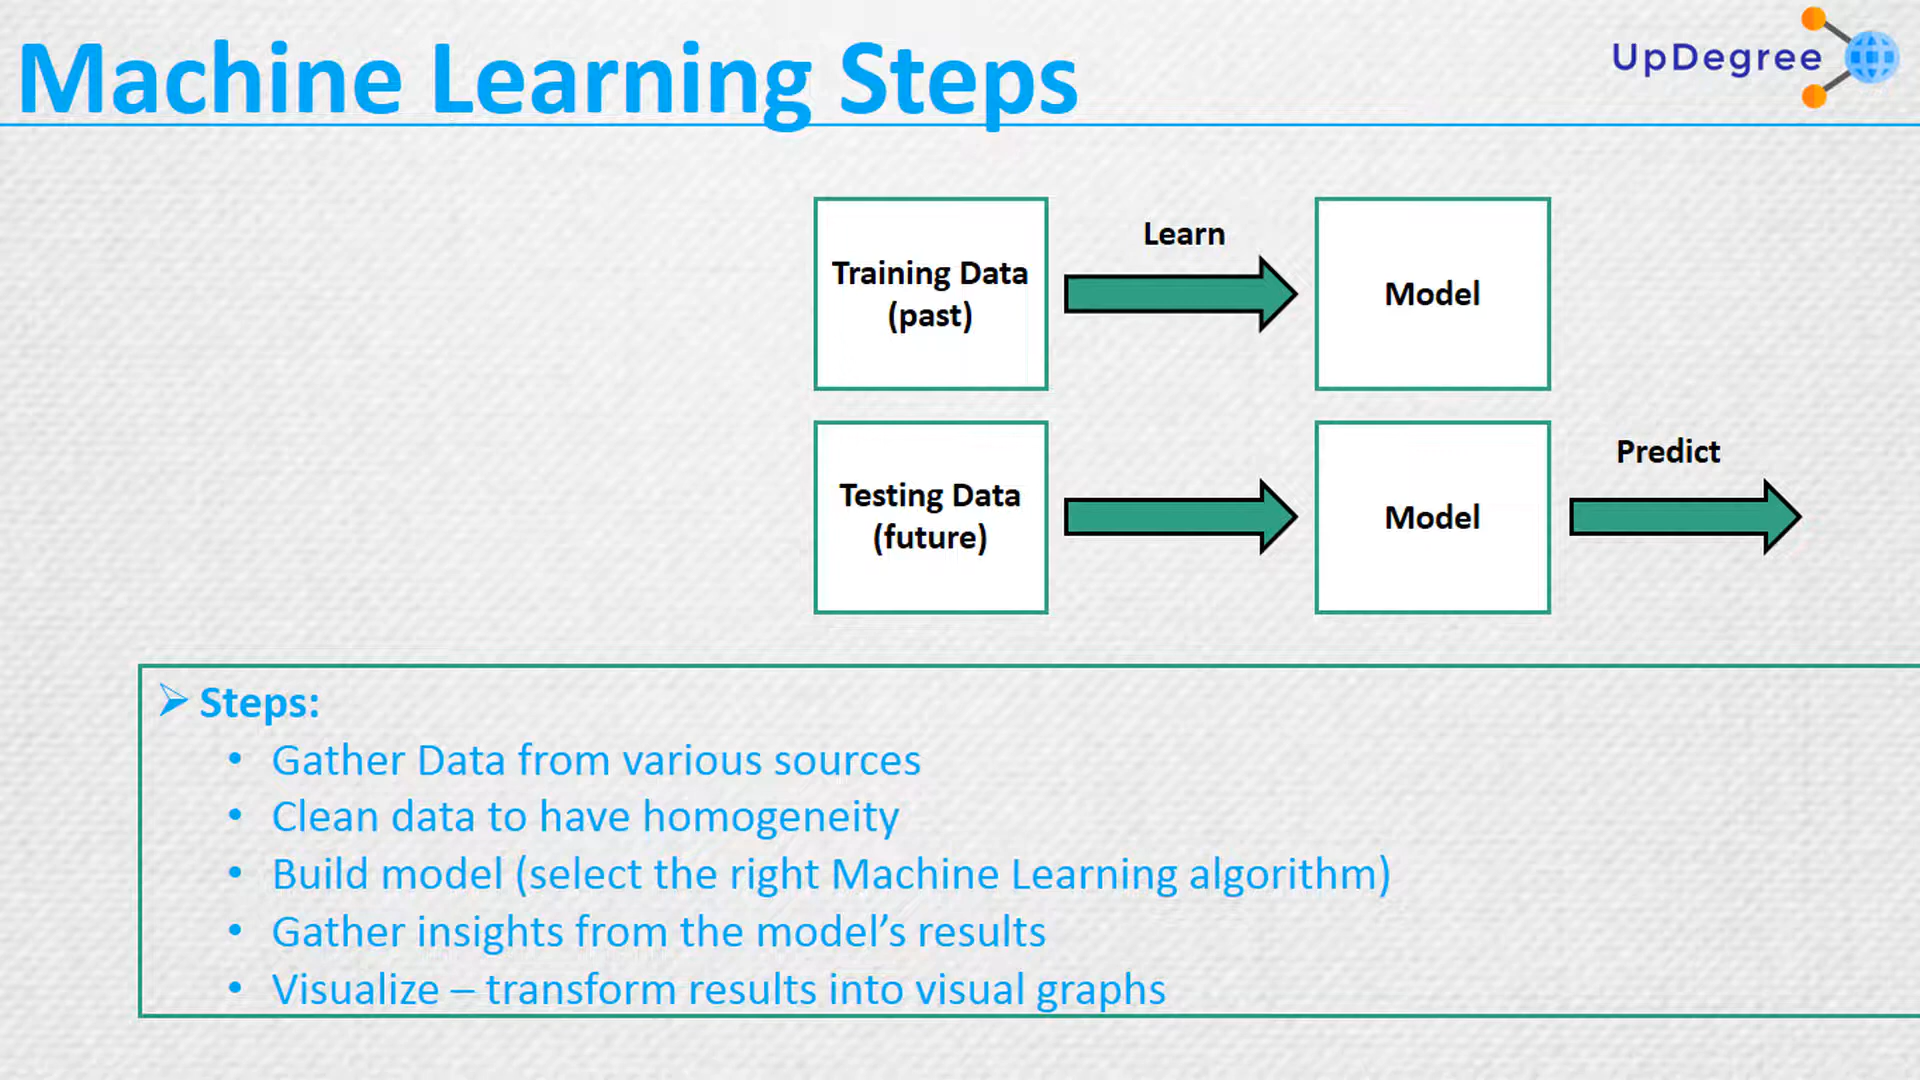 Machine Learning Steps
UpDegree
Learn
Training Data
(past)
Model
Predict
Testing Data
(future)
Model
Steps:
• Gather Data from various sources
• Clean data to have homogeneity
• Build model (select the right Machine Learning algorithm)
• Gather insights from the model’s results
• Visualize – transform results into visual graphs